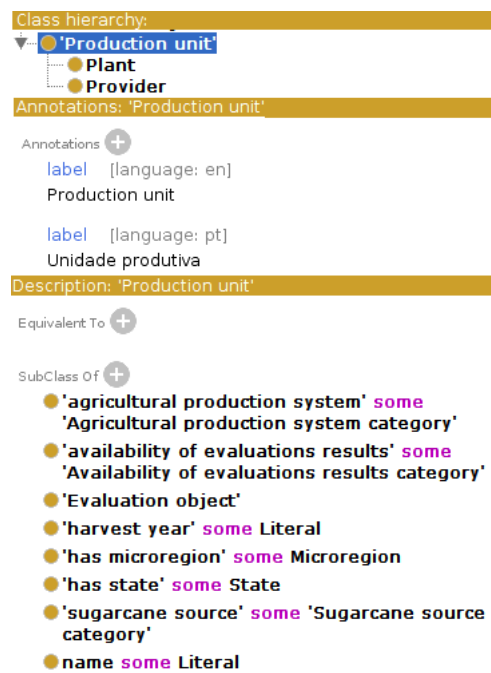 Class hierarchy:
'Production unit'
Plant
Provider
Annotations: 'Production unit'
Annotations
label [language: en]
Production unit
label [language: pt]
Unidade produtiva
Description: 'Production unit'
Equivalent To
SubClass Of
'agricultural production system' some
'Agricultural production system category'
'availability of evaluations results' some
'Availability of evaluations results category'
'Evaluation object'
'harvest year' some Literal
'has microregion' some Microregion
'has state' some State
'sugarcane source' some 'Sugarcane source
category'
name some Literal